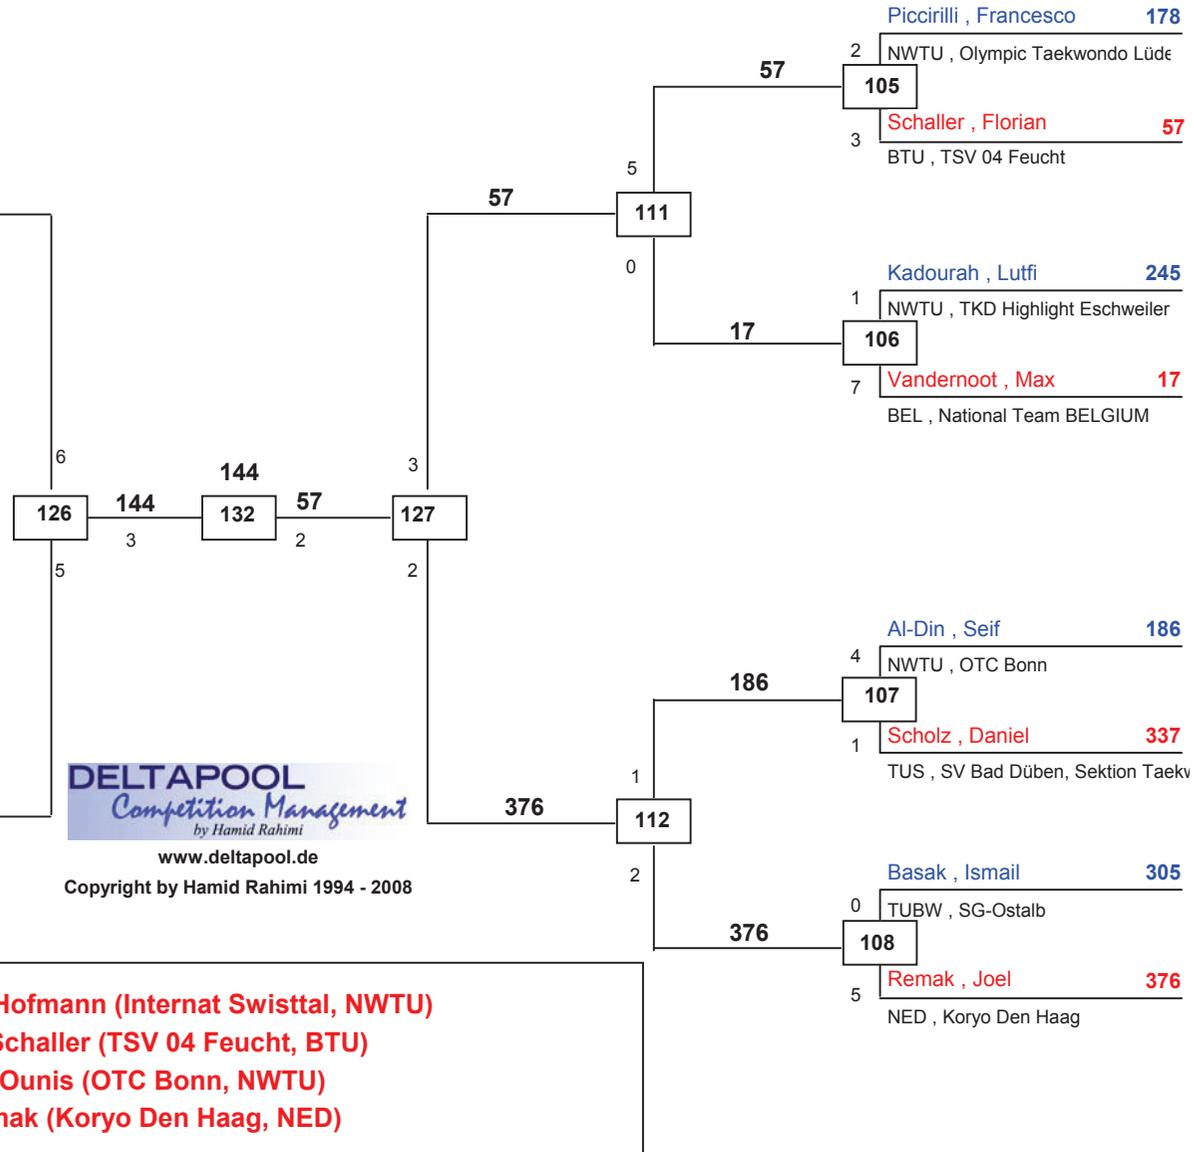 Piccirilli , Francesco 178
2 NWTU , Olympic Taekwondo Lüde
57
105
Schaller , Florian 57
3
BTU , TSV 04 Feucht
5
57
111
0
Kadourah , Lutfi 245
1 NWTU , TKD Highlight Eschweiler
17
106
Vandernoot , Max 17
7
BEL , National Team BELGIUM
6
144
3
126
144
132
57
127
3
2
5
2
Al-Din , Seif 186
4 NWTU , OTC Bonn
186
107
Scholz , Daniel 337
1
TUS , SV Bad Düben, Sektion Taekw
1
376
112
2
DELTAPOOL
Competition Management
by Hamid Rahimi
www.deltapool.de
Copyright by Hamid Rahimi 1994 - 2008
Basak , Ismail 305
0 TUBW , SG-Ostalb
376
108
Remak , Joel 376
5
NED , Koryo Den Haag
Hofmann (Internat Swisttal, NWTU)
Schaller (TSV 04 Feucht, BTU)
Ounis (OTC Bonn, NWTU)
mak (Koryo Den Haag, NED)